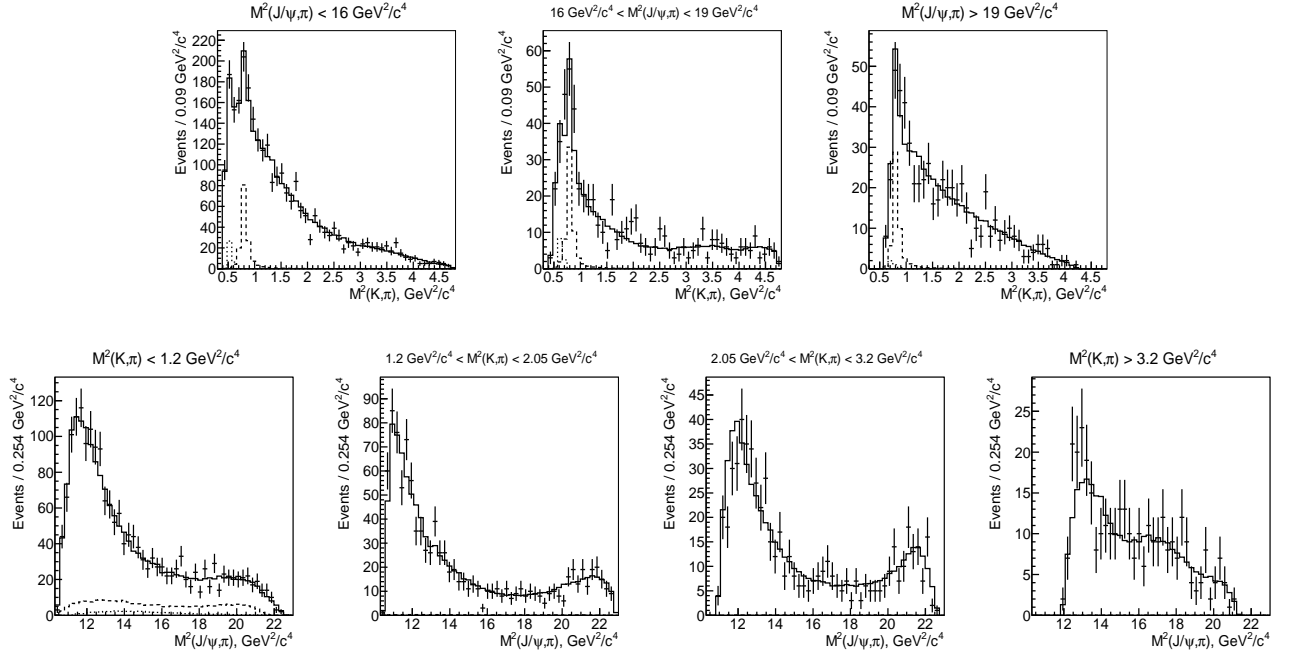 M²(J/ψ,π) < 16 GeV²/c⁴
Events / 0.09 GeV²/c⁴
220
200
180
160
140
120
100
80
60
40
20
0
0.5 1 1.5 2 2.5 3 3.5 4 4.5
M²(K,π), GeV²/c⁴
16 GeV²/c⁴ < M²(J/ψ,π) < 19 GeV²/c⁴
Events / 0.09 GeV²/c⁴
60
50
40
30
20
10
0
0.5 1 1.5 2 2.5 3 3.5 4 4.5
M²(K,π), GeV²/c⁴
M²(J/ψ,π) > 19 GeV²/c⁴
Events / 0.09 GeV²/c⁴
50
40
30
20
10
0
0.5 1 1.5 2 2.5 3 3.5 4 4.5
M²(K,π), GeV²/c⁴
M²(K,π) < 1.2 GeV²/c⁴
Events / 0.254 GeV²/c⁴
120
100
80
60
40
20
0
12 14 16 18 20 22
M²(J/ψ,π), GeV²/c⁴
1.2 GeV²/c⁴ < M²(K,π) < 2.05 GeV²/c⁴
Events / 0.254 GeV²/c⁴
90
80
70
60
50
40
30
20
10
0
12 14 16 18 20 22
M²(J/ψ,π), GeV²/c⁴
2.05 GeV²/c⁴ < M²(K,π) < 3.2 GeV²/c⁴
Events / 0.254 GeV²/c⁴
45
40
35
30
25
20
15
10
5
0
12 14 16 18 20 22
M²(J/ψ,π), GeV²/c⁴
M²(K,π) > 3.2 GeV²/c⁴
Events / 0.254 GeV²/c⁴
25
20
15
10
5
0
12 14 16 18 20 22
M²(J/ψ,π), GeV²/c⁴